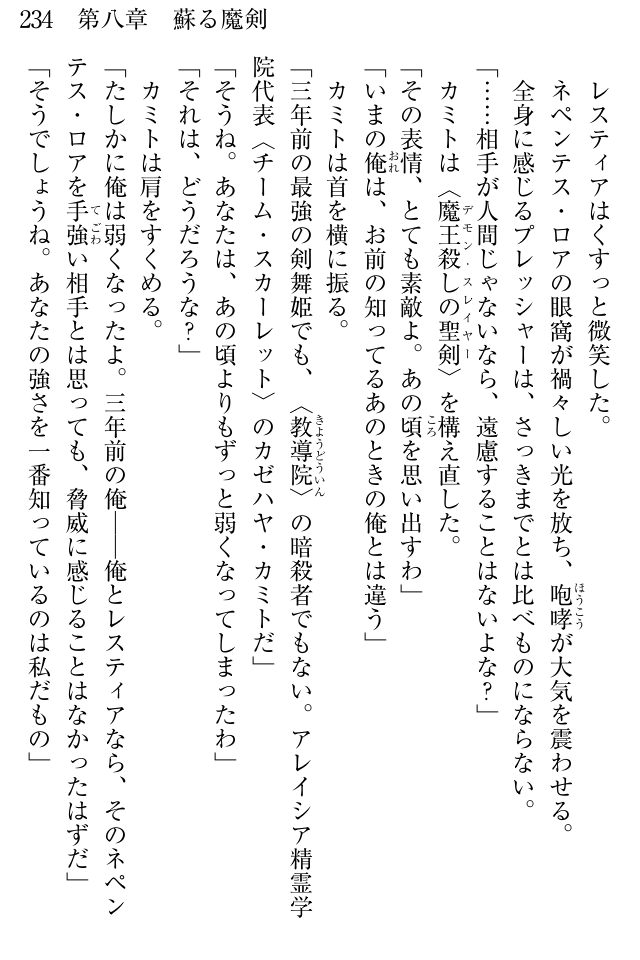 234 第八章 蘇る魔剣
レスティアはくすっと微笑した。
ネペンテス・ロアの眼窩が禍々しい光を放ち、咆哮が大気を震わせる。
全身に感じるプレッシャーは、さっきまでとは比べものにならない。
「……相手が人間じゃないなら、遠慮することはないよな?」
カミトは〈魔王殺しの聖剣〉を構え直した。
「その表情、とても素敵よ。あの頃を思い出すわ」
「いまの俺は、お前の知ってるあのときの俺とは違う」
カミトは首を横に振る。
「三年前の最強の剣舞姫でも、〈教導院〉の暗殺者でもない。アレイシア精霊学
院代表〈チーム・スカーレット〉のカゼハヤ・カミトだ」
「そうね。あなたは、あの頃よりもずっと弱くなってしまったわ」
「それは、どうだろうな?」
カミトは肩をすくめる。
「たしかに俺は弱くなったよ。三年前の俺――俺とレスティアなら、そのネペン
テス・ロアを手強い相手とは思っても、脅威に感じることはなかったはずだ」
「そうでしょうね。あなたの強さを一番知っているのは私だもの」